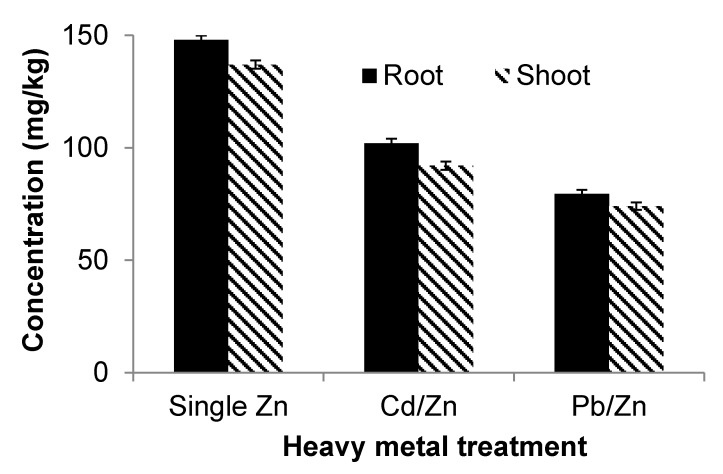 Concentration (mg/kg)
150
100
50
0
Root
Shoot
Single Zn
Cd/Zn
Pb/Zn
Heavy metal treatment